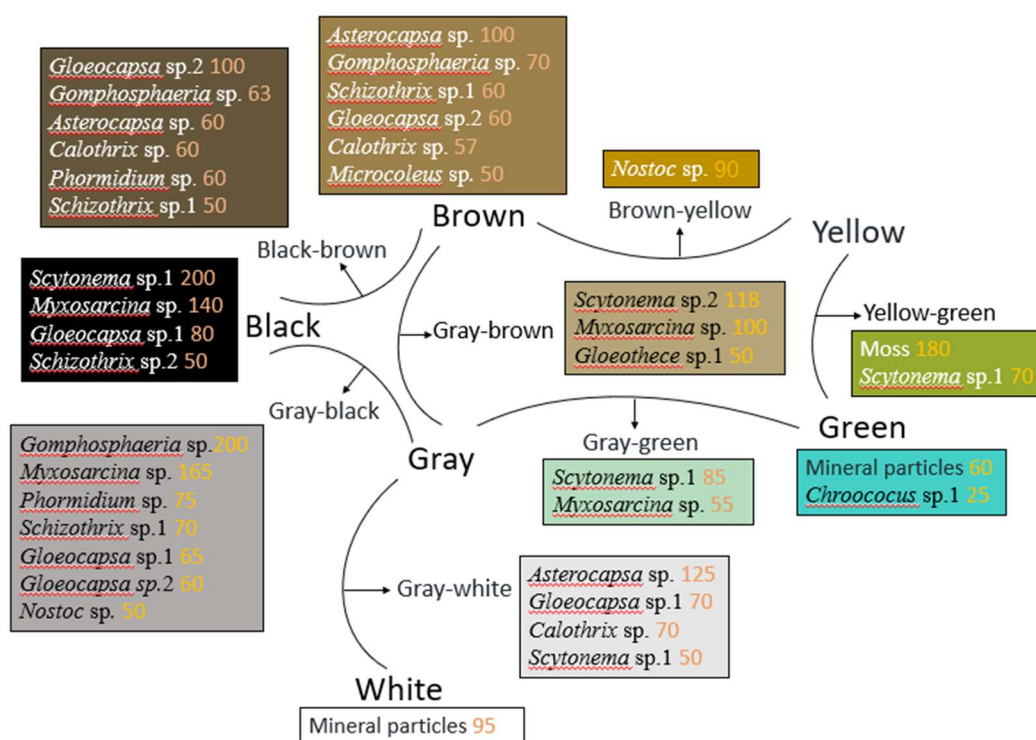 Gloeocapsa sp.2 100
Gomphosphaeria sp. 63
Asterocapsa sp. 60
Calothrix sp. 60
Phormidium sp. 60
Schizothrix sp.1 50
Asterocapsa sp. 100
Gomphosphaeria sp. 70
Schizothrix sp.1 60
Gloeocapsa sp.2 60
Calothrix sp. 57
Microcoleus sp. 50
Nostoc sp. 90
Brown
Brown-yellow
Yellow
Black-brown
Scytonema sp.1 200
Myxosarcina sp. 140
Gloeocapsa sp.1 80
Schizothrix sp.2 50
Black
Gray-brown
Scytonema sp.2 118
Myxosarcina sp. 100
Gloeothece sp.1 50
Yellow-green
Moss 180
Scytonema sp.1 70
Gray-black
Gray
Gray-green
Green
Gomphosphaeria sp.200
Myxosarcina sp. 165
Phormidium sp. 75
Schizothrix sp.1 70
Gloeocapsa sp.1 65
Gloeocapsa sp.2 60
Nostoc sp. 50
Scytonema sp.1 85
Myxosarcina sp. 55
Mineral particles 60
Chroococus sp.1 25
Gray-white
Asterocapsa sp. 125
Gloeocapsa sp.1 70
Calothrix sp. 70
Scytonema sp.1 50
White
Mineral particles 95